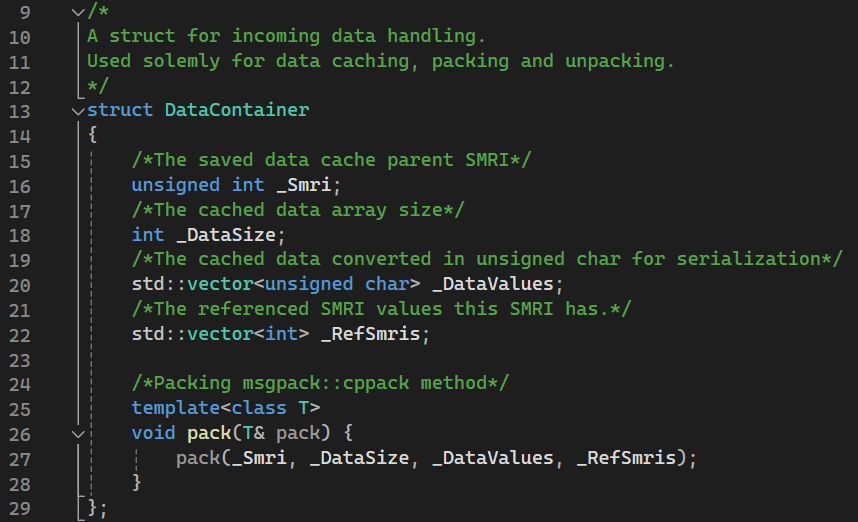 9 /*
10 A struct for incoming data handling.
11 Used solemly for data caching, packing and unpacking.
12 */
13 struct DataContainer
14 {
15 /*The saved data cache parent SMRI*/
16 unsigned int _Smri;
17 /*The cached data array size*/
18 int _DataSize;
19 /*The cached data converted in unsigned char for serialization*/
20 std::vector<unsigned char> _DataValues;
21 /*The referenced SMRI values this SMRI has.*/
22 std::vector<int> _RefSmris;
23
24 /*Packing msgpack::cppack method*/
25 template<class T>
26 void pack(T& pack) {
27 pack(_Smri, _DataSize, _DataValues, _RefSmris);
28 }
29 };